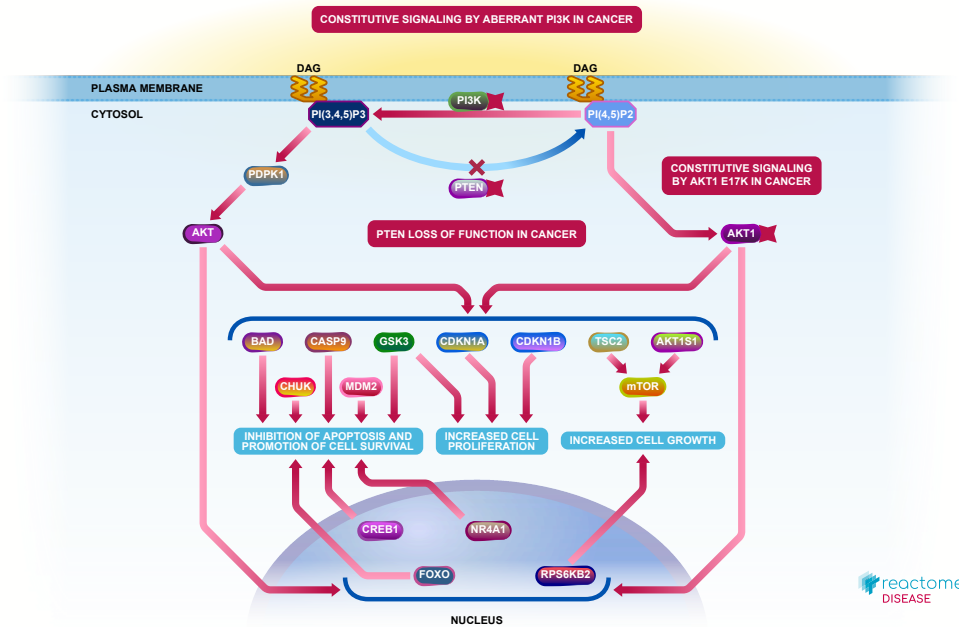 CONSTITUTIVE SIGNALING BY ABERRANT PI3K IN CANCER
DAG
DAG
PLASMA MEMBRANE
CYTOSOL
PI3K
PI(3,4,5)P3
PI(4,5)P2
PDPK1
PTEN
CONSTITUTIVE SIGNALING
BY AKT1 E17K IN CANCER
AKT
PTEN LOSS OF FUNCTION IN CANCER
AKT1
BAD
CASP9
GSK3
CDKN1A
CDKN1B
TSC2
AKT1S1
CHUK
MDM2
mTOR
INHIBITION OF APOPTOSIS AND
PROMOTION OF CELL SURVIVAL
INCREASED CELL
PROLIFERATION
INCREASED CELL GROWTH
CREB1
NR4A1
FOXO
RPS6KB2
reactome
DISEASE
NUCLEUS